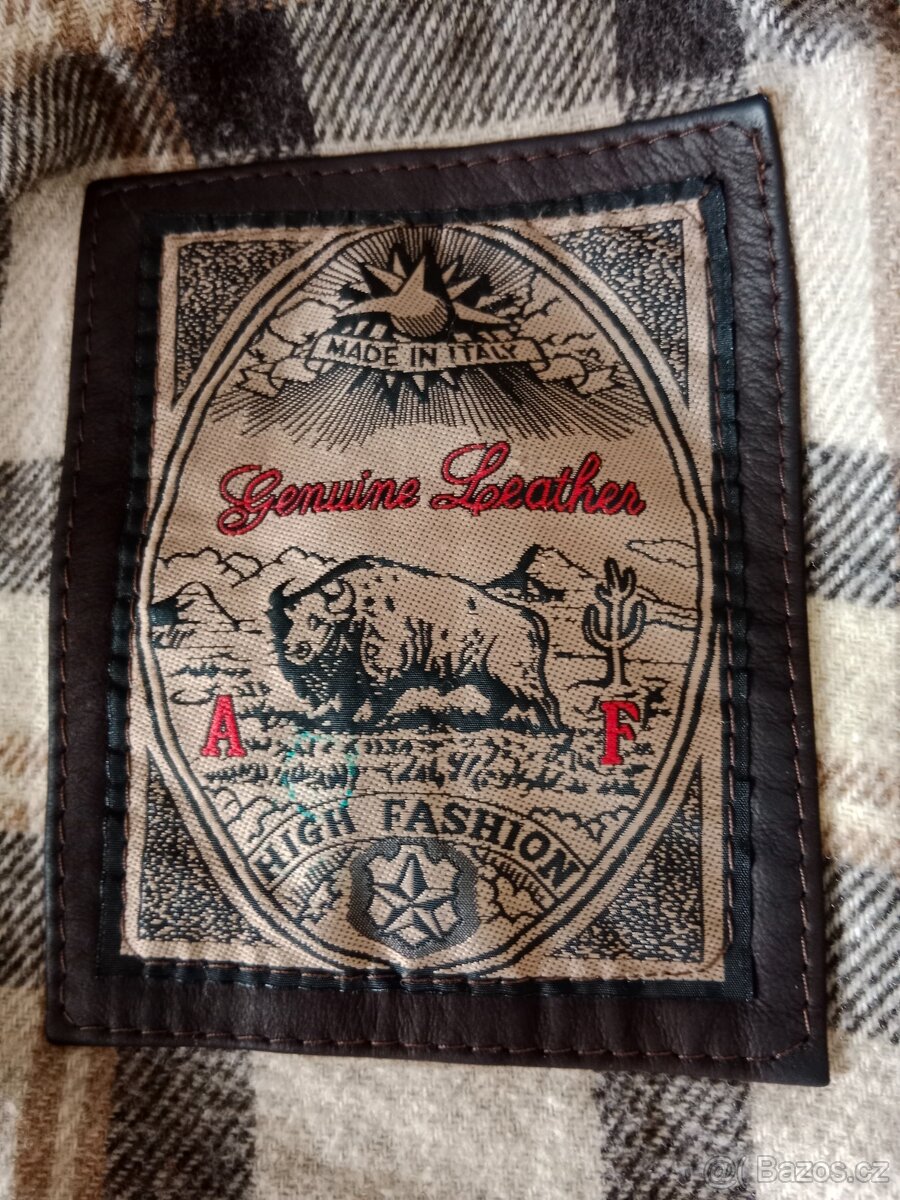 MADE IN ITALY
Genuine Leather
A F
HIGH FASHION
@ Bazos.cz